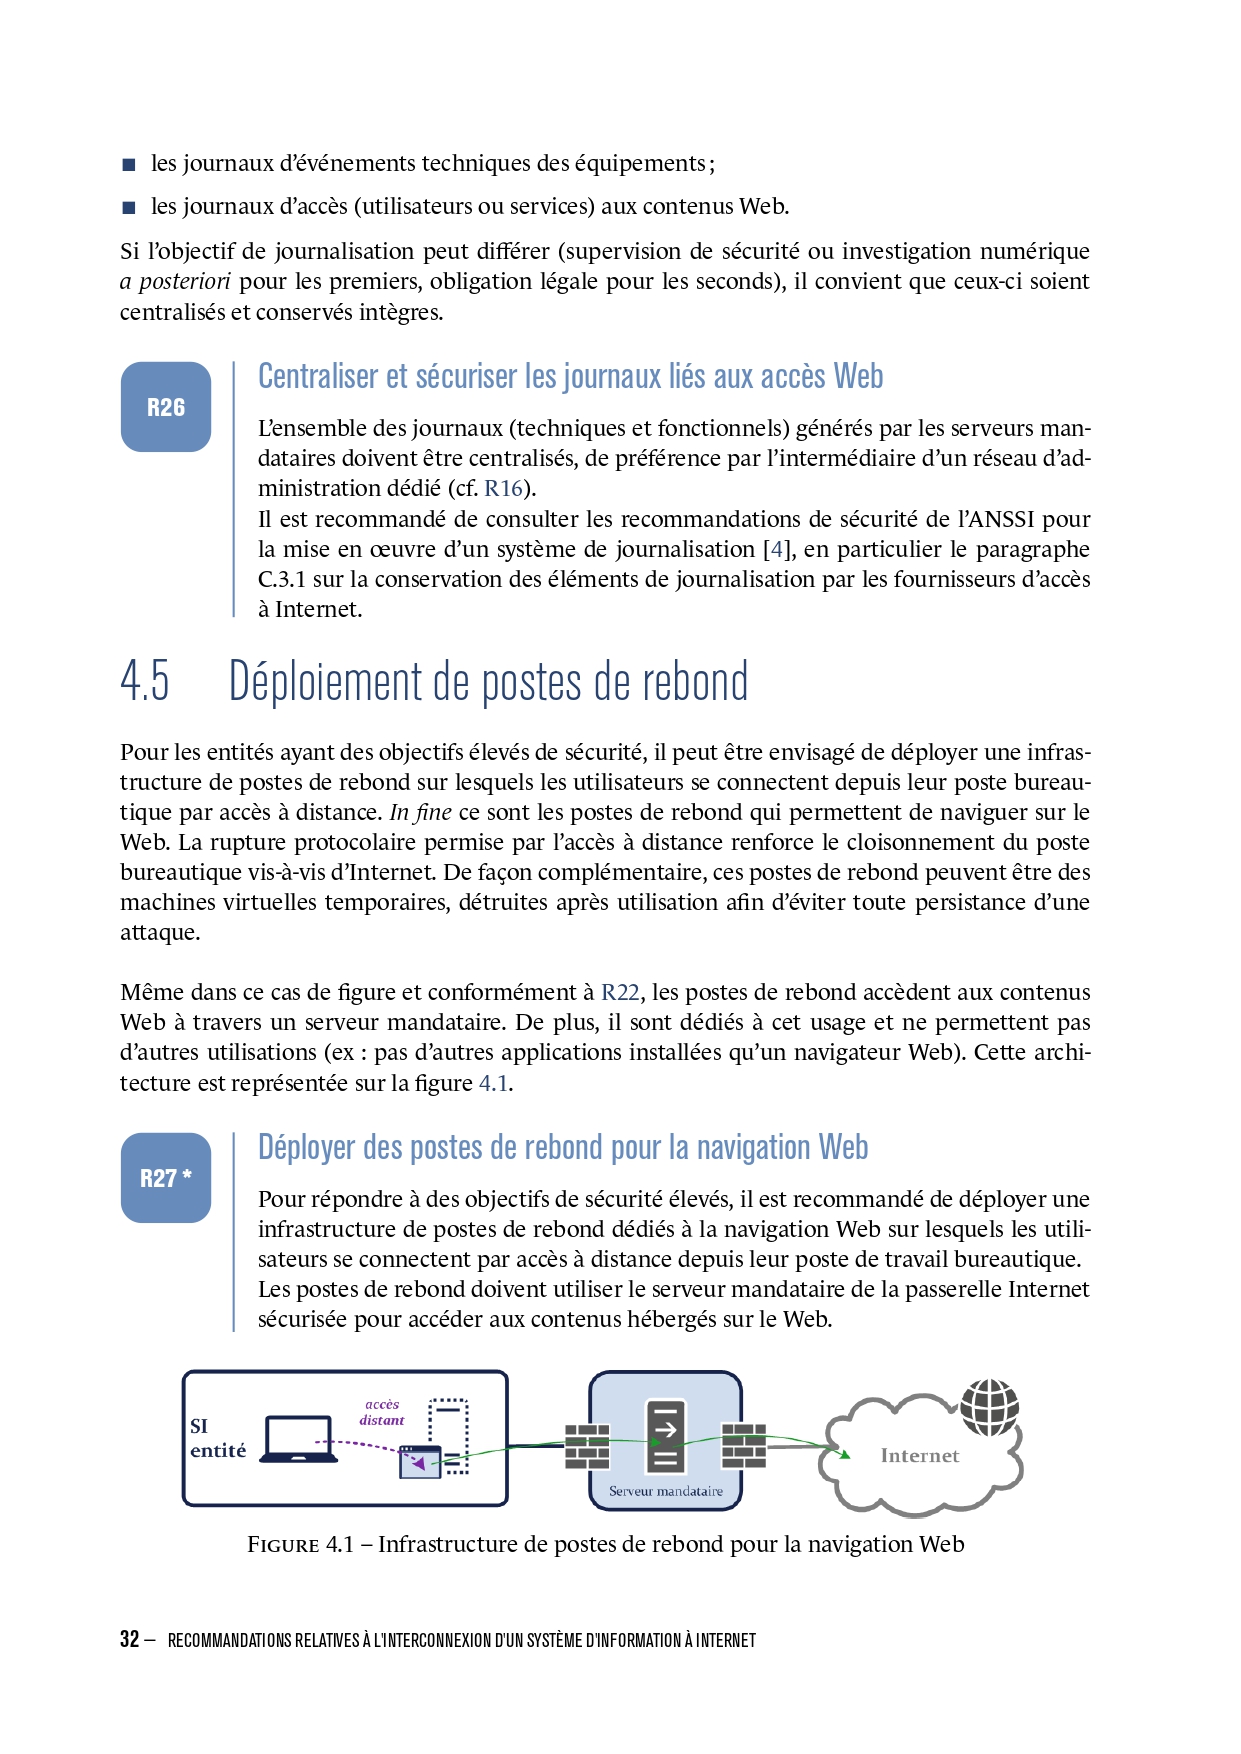 ■ les journaux d’événements techniques des équipements ;
■ les journaux d’accès (utilisateurs ou services) aux contenus Web.
Si l’objectif de journalisation peut différer (supervision de sécurité ou investigation numérique
a posteriori pour les premiers, obligation légale pour les seconds), il convient que ceux-ci soient
centralisés et conservés intègres.
R26
Centraliser et sécuriser les journaux liés aux accès Web
L’ensemble des journaux (techniques et fonctionnels) générés par les serveurs man-
dataires doivent être centralisés, de préférence par l’intermédiaire d’un réseau d’ad-
ministration dédié (cf. R16).
Il est recommandé de consulter les recommandations de sécurité de l’ANSSI pour
la mise en œuvre d’un système de journalisation [4], en particulier le paragraphe
C.3.1 sur la conservation des éléments de journalisation par les fournisseurs d’accès
à Internet.
4.5 Déploiement de postes de rebond
Pour les entités ayant des objectifs élevés de sécurité, il peut être envisagé de déployer une infras-
tructure de postes de rebond sur lesquels les utilisateurs se connectent depuis leur poste bureau-
tique par accès à distance. In fine ce sont les postes de rebond qui permettent de naviguer sur le
Web. La rupture protocolaire permise par l’accès à distance renforce le cloisonnement du poste
bureautique vis-à-vis d’Internet. De façon complémentaire, ces postes de rebond peuvent être des
machines virtuelles temporaires, détruites après utilisation afin d’éviter toute persistance d’une
attaque.
Même dans ce cas de figure et conformément à R22, les postes de rebond accèdent aux contenus
Web à travers un serveur mandataire. De plus, il sont dédiés à cet usage et ne permettent pas
d’autres utilisations (ex : pas d’autres applications installées qu’un navigateur Web). Cette archi-
tecture est représentée sur la figure 4.1.
R27 *
Déployer des postes de rebond pour la navigation Web
Pour répondre à des objectifs de sécurité élevés, il est recommandé de déployer une
infrastructure de postes de rebond dédiés à la navigation Web sur lesquels les utili-
sateurs se connectent par accès à distance depuis leur poste de travail bureautique.
Les postes de rebond doivent utiliser le serveur mandataire de la passerelle Internet
sécurisée pour accéder aux contenus hébergés sur le Web.
SI
entité
accès
distant
Serveur mandataire
Internet
FIGURE 4.1 – Infrastructure de postes de rebond pour la navigation Web
32 – RECOMMANDATIONS RELATIVES À L'INTERCONNEXION D'UN SYSTÈME D'INFORMATION À INTERNET